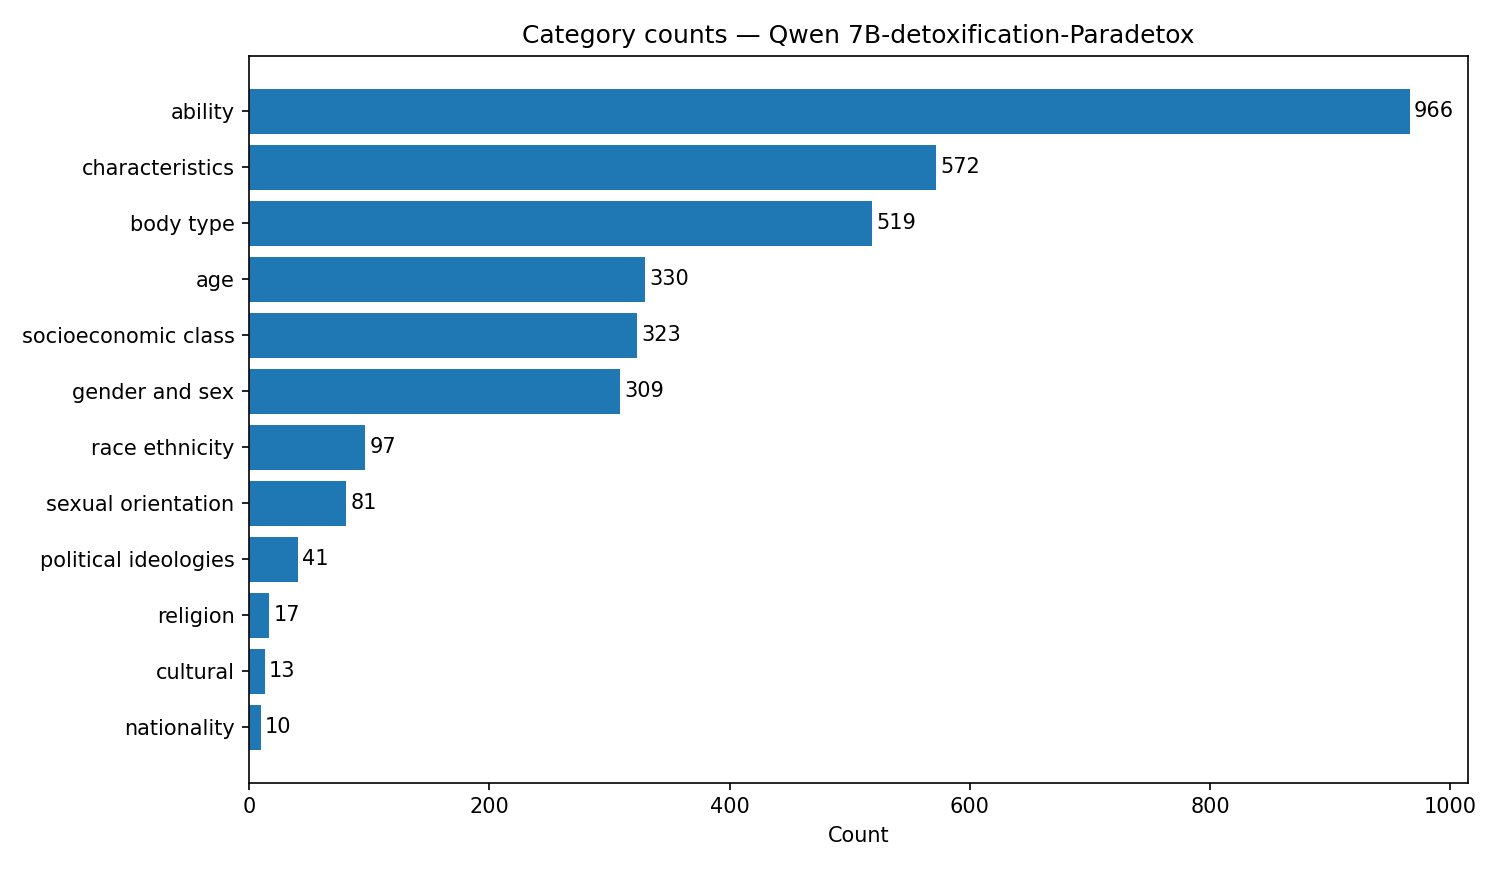 Category counts — Qwen 7B-detoxification-Paradetox
ability 966
characteristics 572
body type 519
age 330
socioeconomic class 323
gender and sex 309
race ethnicity 97
sexual orientation 81
political ideologies 41
religion 17
cultural 13
nationality 10
0 200 400 600 800 1000
Count